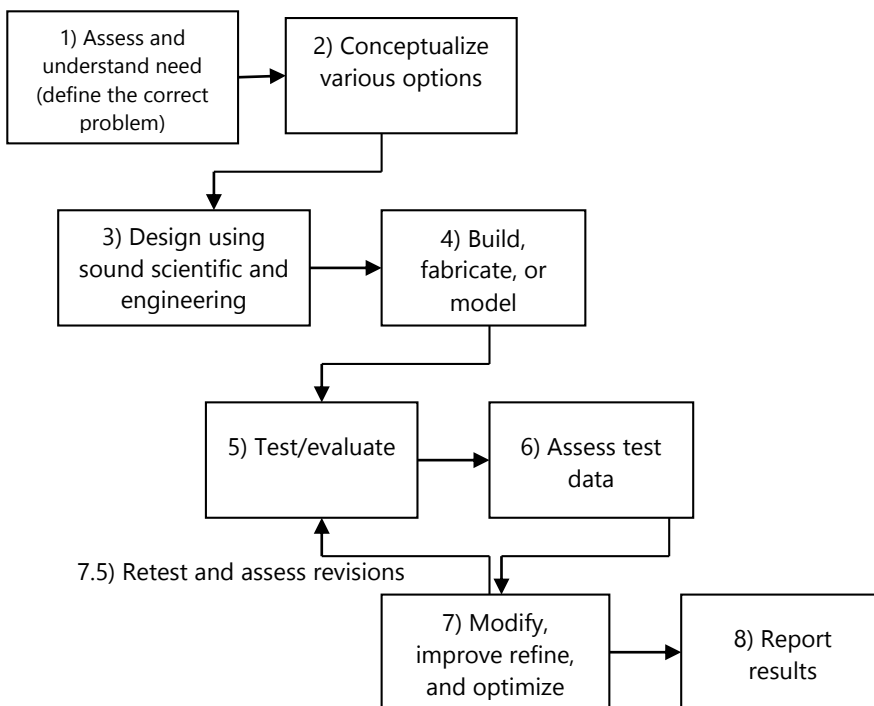 1) Assess and
understand need
(define the correct
problem)
2) Conceptualize
various options
3) Design using
sound scientific and
engineering
4) Build,
fabricate, or
model
5) Test/evaluate
6) Assess test
data
7.5) Retest and assess revisions
7) Modify,
improve refine,
and optimize
8) Report
results